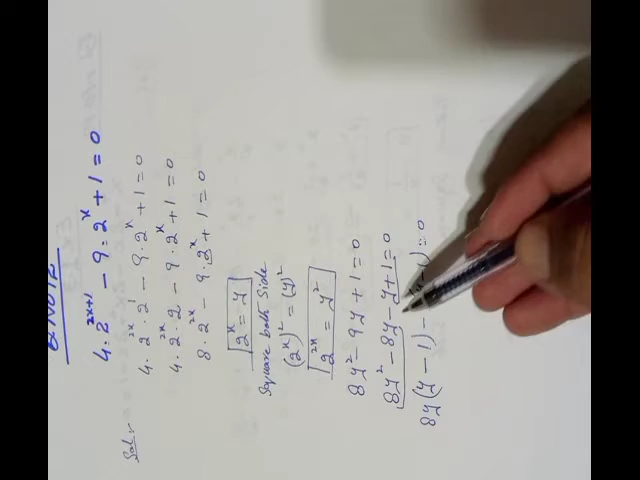 4.2^{2x+1} - 9.2^x + 1 = 0
Sol:-
4.2^{2x}.2^1 - 9.2^x + 1 = 0
4.2^{2x}.2 - 9.2^x + 1 = 0
8.2^{2x} - 9.2^x + 1 = 0
2^x = y
Square both Side
(2^x)^2 = (y)^2
2^{2x} = y^2
8y^2 - 9y + 1 = 0
8y^2 - 8y - y + 1 = 0
8y(y - 1) - 1) = 0